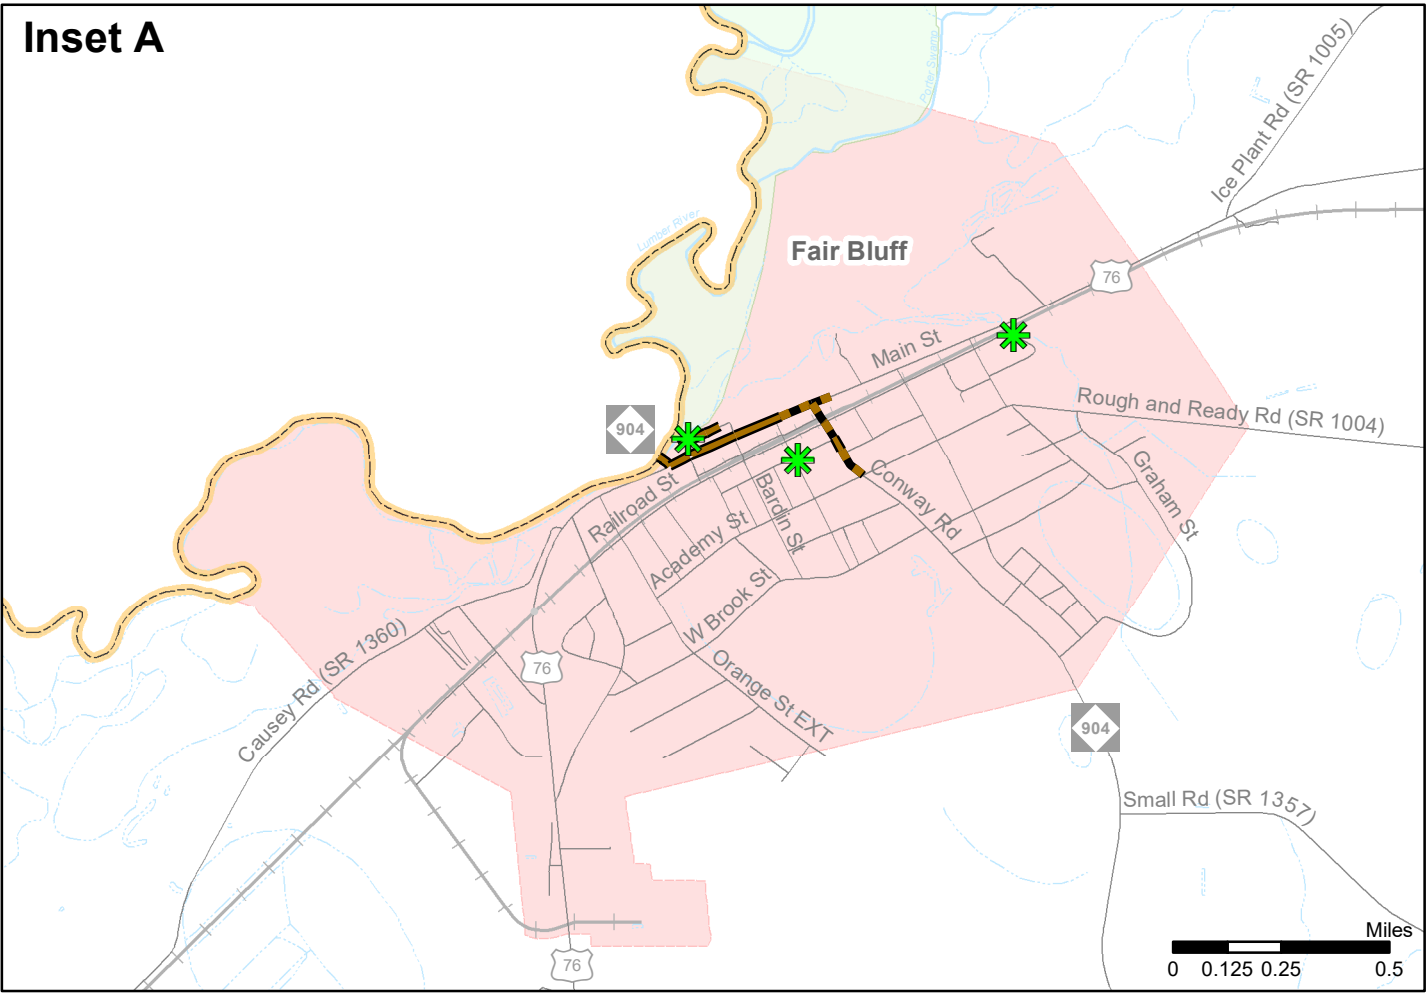 Inset A
Porter Swamp
Ice Plant Rd (SR 1005)
Lumber River
Fair Bluff
76
Main St
Rough and Ready Rd (SR 1004)
904
Graham St
Conway Rd
Railroad St
Bardin St
Academy St
W Brook St
Causey Rd (SR 1360)
76
Orange St EXT
904
Small Rd (SR 1357)
Miles
0 0.125 0.25 0.5
76